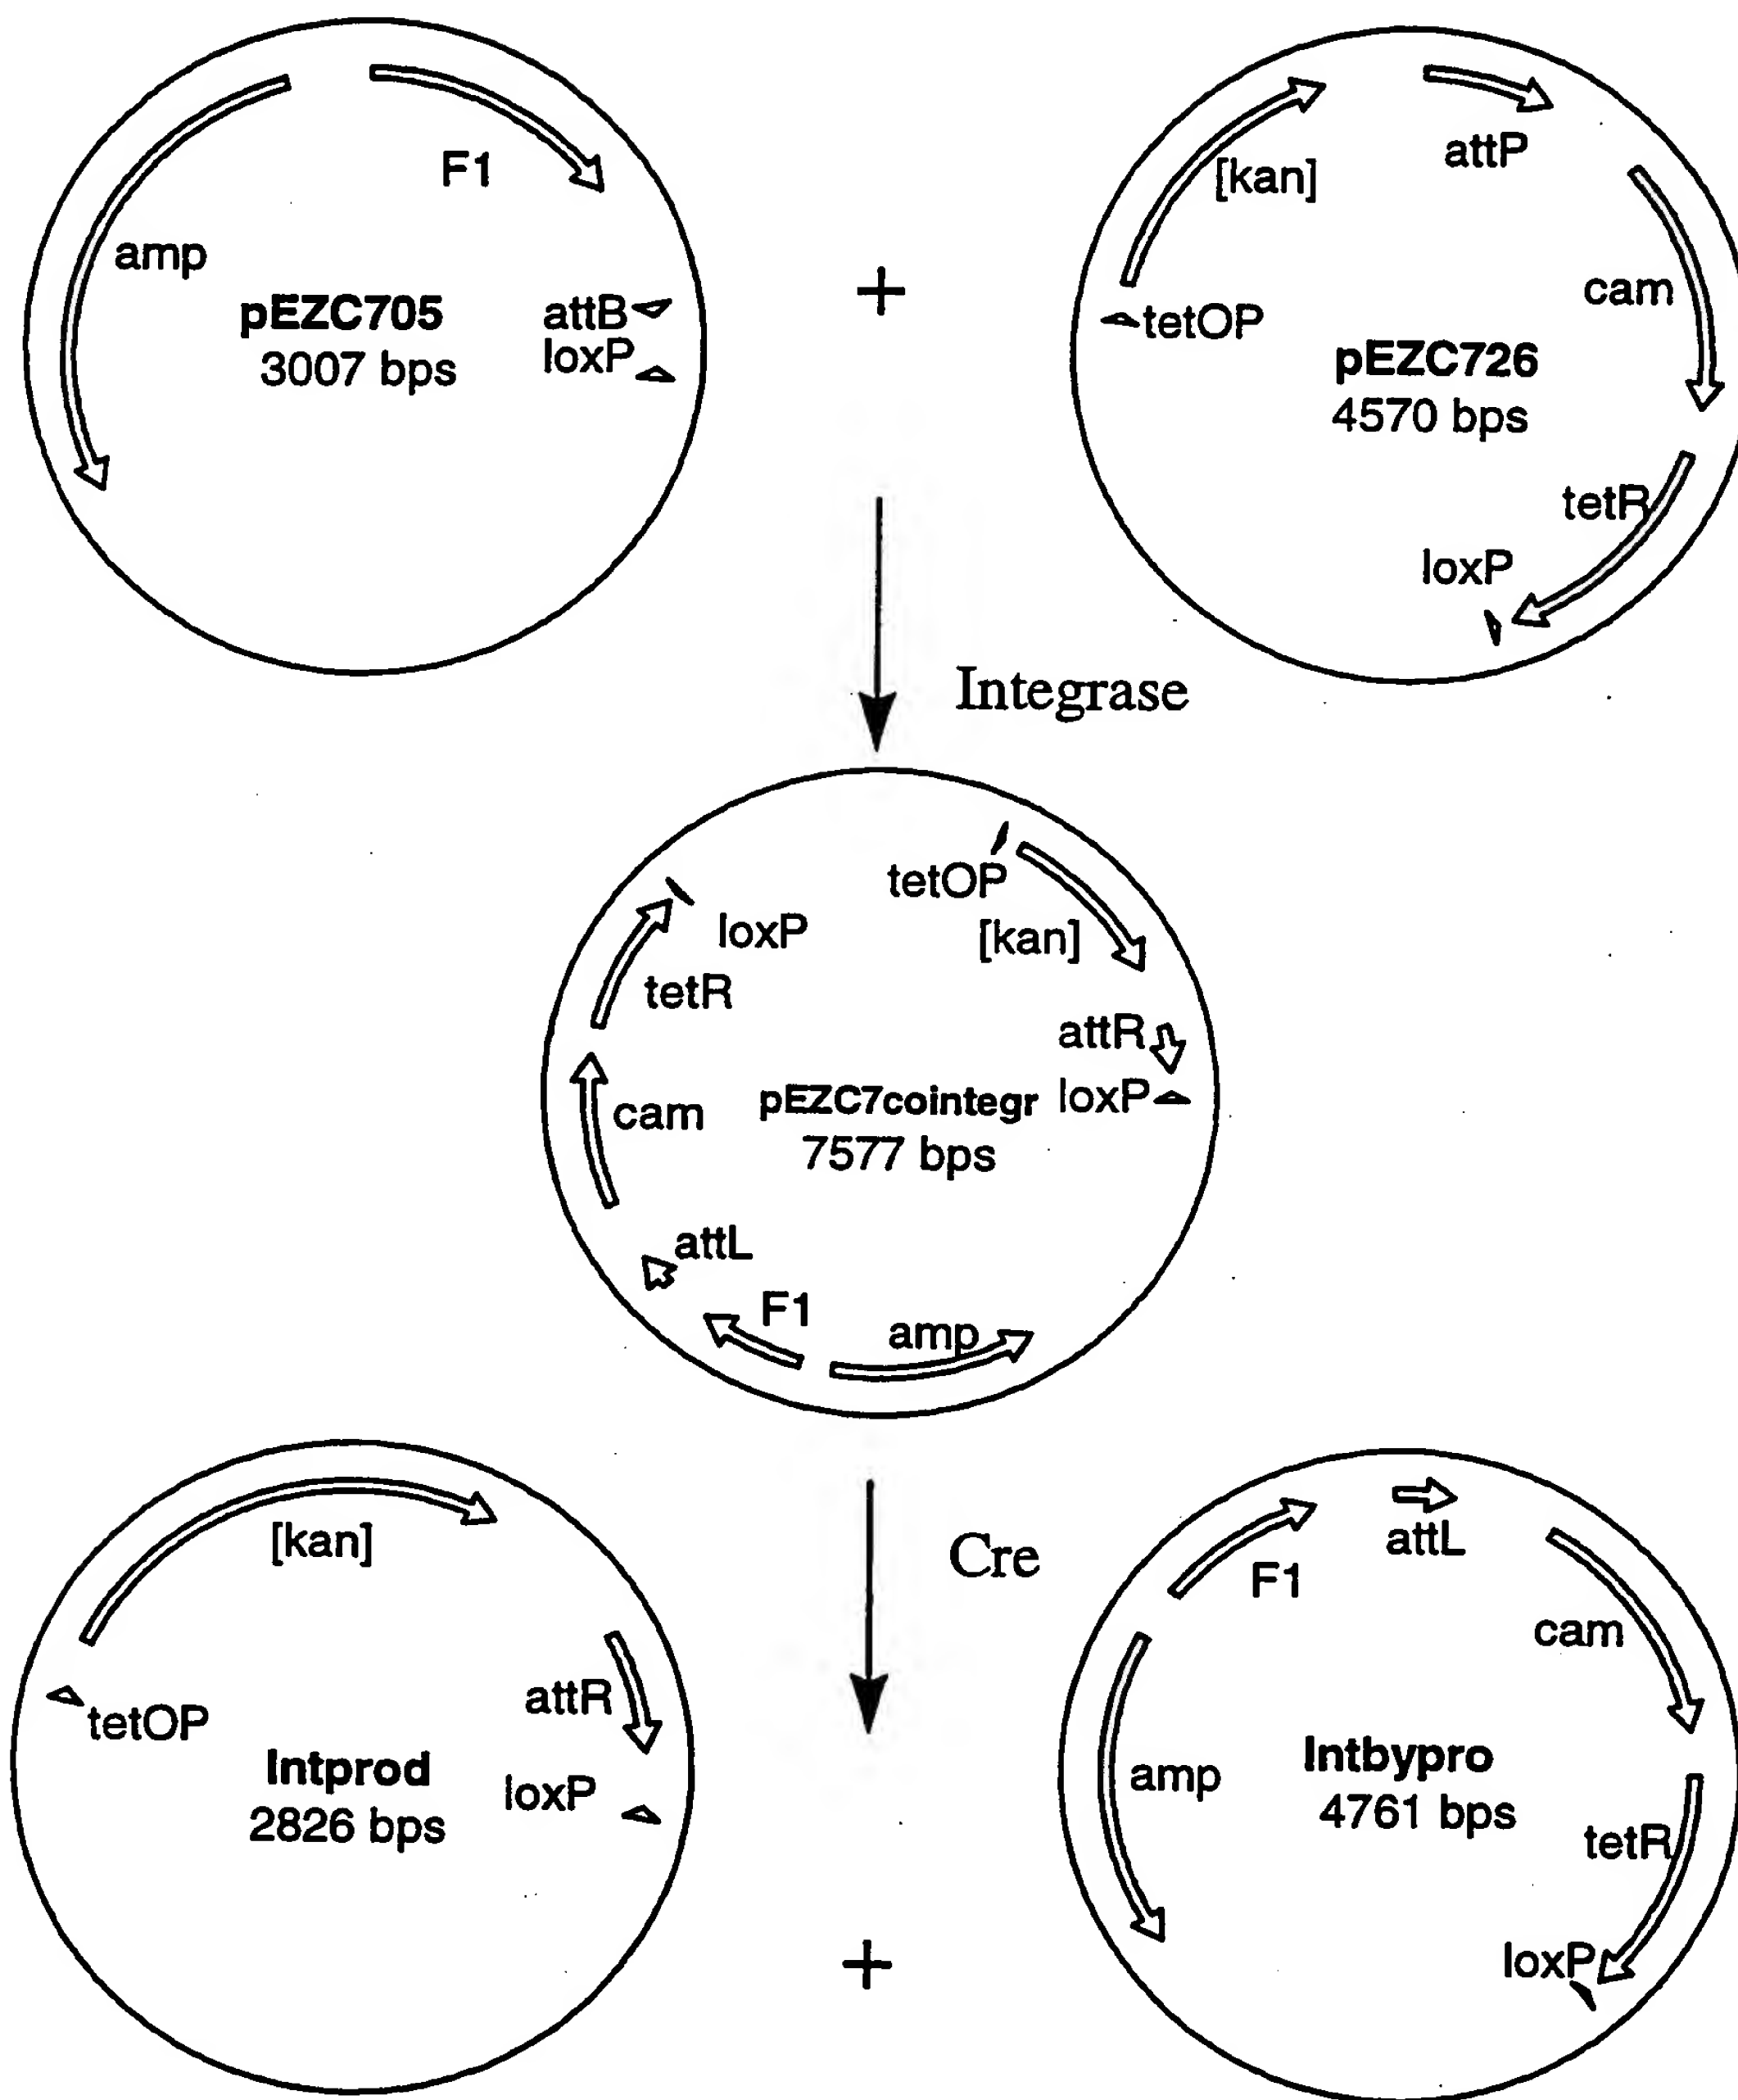 F1
amp
attB
loxP
pEZC705
3007 bps
+
attP
[kan]
cam
tetOP
pEZC726
4570 bps
tetR
loxP
Integrase
tetOP
[kan]
loxP
tetR
attR
loxP
cam
pEZC7cointegr
7577 bps
attL
F1
amp
Cre
[kan]
tetOP
attR
loxP
Intprod
2826 bps
+
attL
F1
cam
amp
Intbypro
4761 bps
tetR
loxP